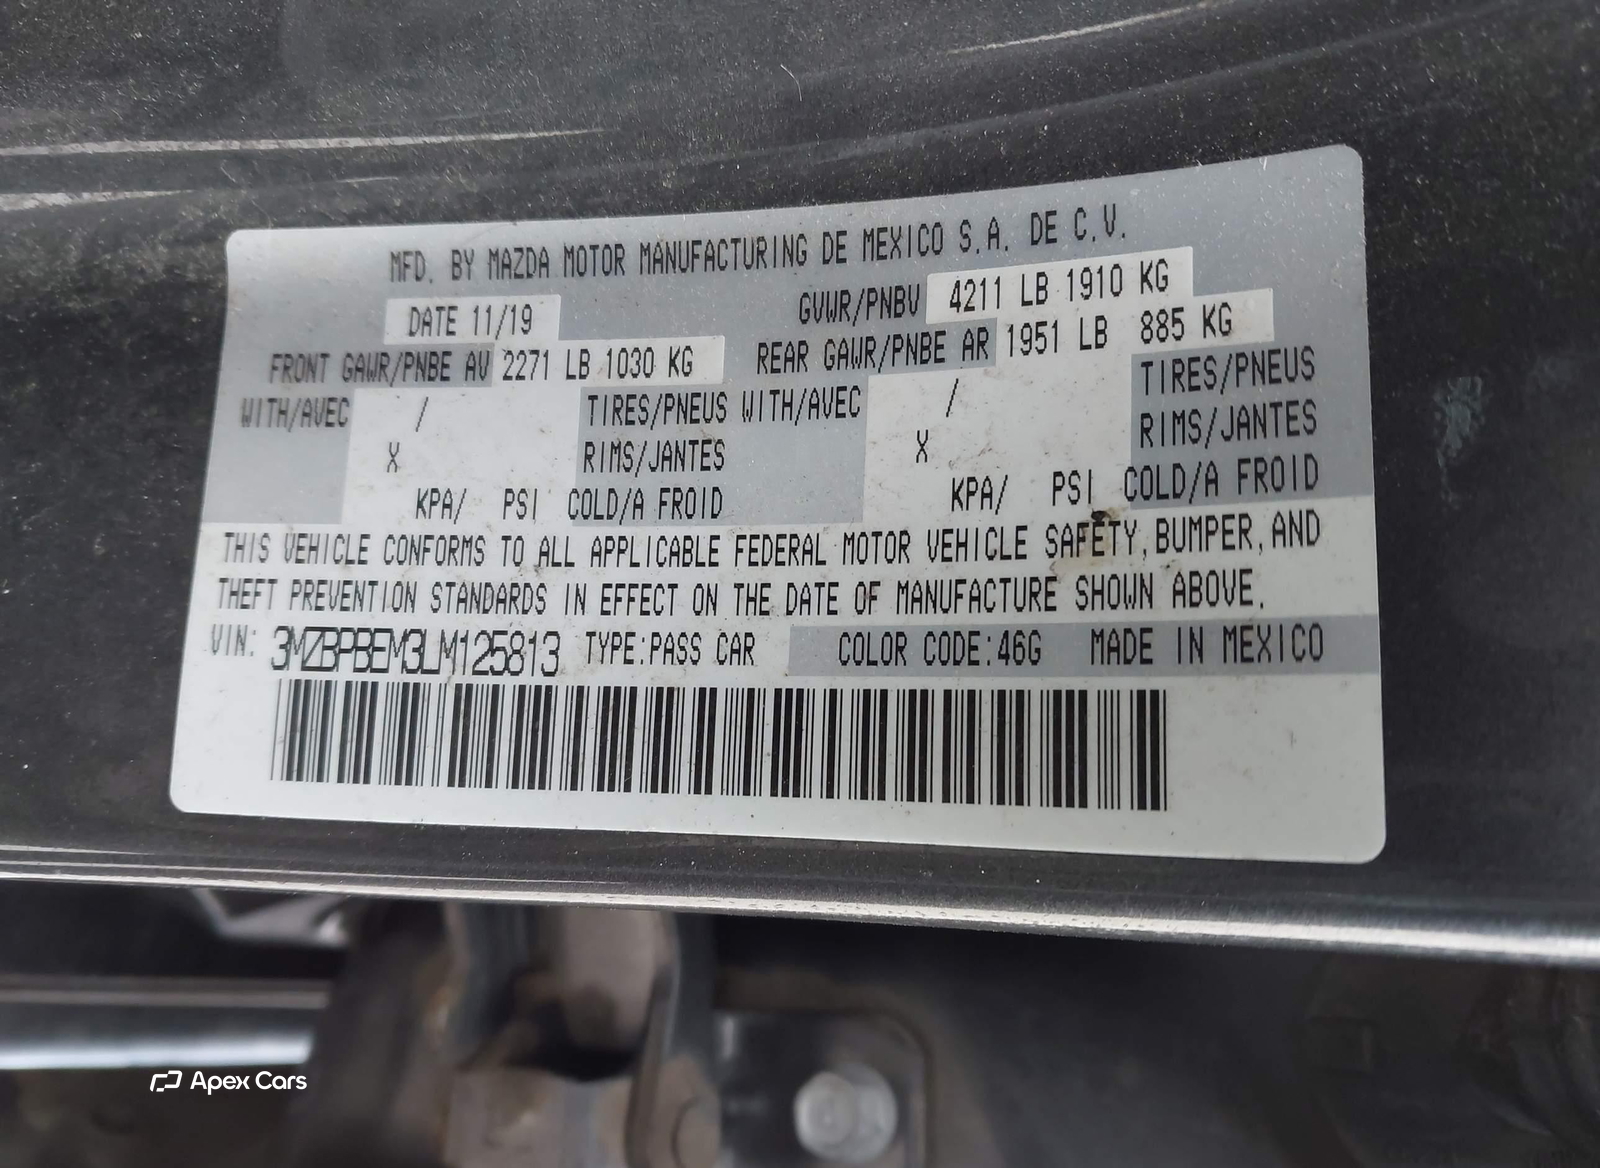 MFD. BY MAZDA MOTOR MANUFACTURING DE MEXICO S.A. DE C.V.
DATE 11/19 GVWR/PNBV 4211 LB 1910 KG
FRONT GAWR/PNBE AV 2271 LB 1030 KG REAR GAWR/PNBE AR 1951 LB 885 KG
WITH/AVEC / TIRES/PNEUS WITH/AVEC / TIRES/PNEUS
X RIMS/JANTES X RIMS/JANTES
KPA/ PSI COLD/A FROID KPA/ PSI COLD/A FROID
THIS VEHICLE CONFORMS TO ALL APPLICABLE FEDERAL MOTOR VEHICLE SAFETY, BUMPER, AND
THEFT PREVENTION STANDARDS IN EFFECT ON THE DATE OF MANUFACTURE SHOWN ABOVE.
VIN: 3MZBPBEM3LM125813 TYPE:PASS CAR COLOR CODE:46G MADE IN MEXICO
Apex Cars